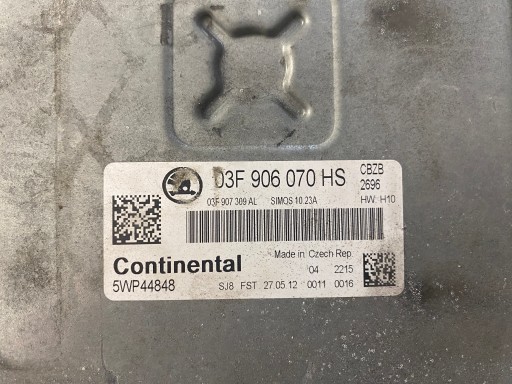 03F 906 070 HS CBZB
2696
03F 907 309 AL SIMOS 10.23A HW: H10
Continental Made in Czech Rep.
04 2215
5WP44848 SJ8 FST 27.05.12 0011 0016